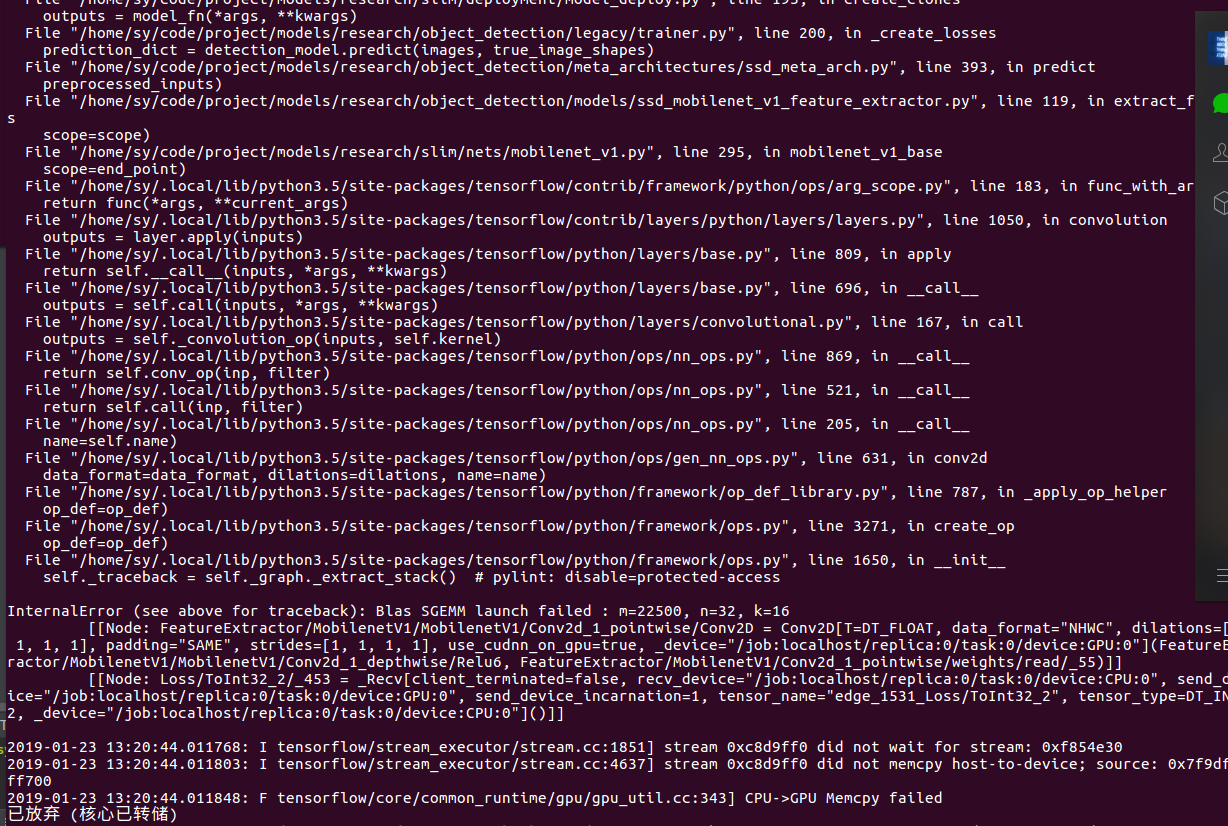 File "/home/sy/code/project/models/research/slim/deployment/model_deploy.py", line 193, in create_clones
outputs = model_fn(*args, **kwargs)
File "/home/sy/code/project/models/research/object_detection/legacy/trainer.py", line 200, in _create_losses
prediction_dict = detection_model.predict(images, true_image_shapes)
File "/home/sy/code/project/models/research/object_detection/meta_architectures/ssd_meta_arch.py", line 393, in predict
preprocessed_inputs)
File "/home/sy/code/project/models/research/object_detection/models/ssd_mobilenet_v1_feature_extractor.py", line 119, in extract_f
s
scope=scope)
File "/home/sy/code/project/models/research/slim/nets/mobilenet_v1.py", line 295, in mobilenet_v1_base
scope=end_point)
File "/home/sy/.local/lib/python3.5/site-packages/tensorflow/contrib/framework/python/ops/arg_scope.py", line 183, in func_with_ar
return func(*args, **current_args)
File "/home/sy/.local/lib/python3.5/site-packages/tensorflow/contrib/layers/python/layers/layers.py", line 1050, in convolution
outputs = layer.apply(inputs)
File "/home/sy/.local/lib/python3.5/site-packages/tensorflow/python/layers/base.py", line 809, in apply
return self.__call__(inputs, *args, **kwargs)
File "/home/sy/.local/lib/python3.5/site-packages/tensorflow/python/layers/base.py", line 696, in __call__
outputs = self.call(inputs, *args, **kwargs)
File "/home/sy/.local/lib/python3.5/site-packages/tensorflow/python/layers/convolutional.py", line 167, in call
outputs = self._convolution_op(inputs, self.kernel)
File "/home/sy/.local/lib/python3.5/site-packages/tensorflow/python/ops/nn_ops.py", line 869, in __call__
return self.conv_op(inp, filter)
File "/home/sy/.local/lib/python3.5/site-packages/tensorflow/python/ops/nn_ops.py", line 521, in __call__
return self.call(inp, filter)
File "/home/sy/.local/lib/python3.5/site-packages/tensorflow/python/ops/nn_ops.py", line 205, in __call__
name=self.name)
File "/home/sy/.local/lib/python3.5/site-packages/tensorflow/python/ops/gen_nn_ops.py", line 631, in conv2d
data_format=data_format, dilations=dilations, name=name)
File "/home/sy/.local/lib/python3.5/site-packages/tensorflow/python/framework/op_def_library.py", line 787, in _apply_op_helper
op_def=op_def)
File "/home/sy/.local/lib/python3.5/site-packages/tensorflow/python/framework/ops.py", line 3271, in create_op
op_def=op_def)
File "/home/sy/.local/lib/python3.5/site-packages/tensorflow/python/framework/ops.py", line 1650, in __init__
self._traceback = self._graph._extract_stack()  # pylint: disable=protected-access
InternalError (see above for traceback): Blas SGEMM launch failed : m=22500, n=32, k=16
[[Node: FeatureExtractor/MobilenetV1/MobilenetV1/Conv2d_1_pointwise/Conv2D = Conv2D[T=DT_FLOAT, data_format="NHWC", dilations=[
1, 1, 1], padding="SAME", strides=[1, 1, 1, 1], use_cudnn_on_gpu=true, _device="/job:localhost/replica:0/task:0/device:GPU:0"](FeatureE
ractor/MobilenetV1/MobilenetV1/Conv2d_1_depthwise/Relu6, FeatureExtractor/MobilenetV1/Conv2d_1_pointwise/weights/read/_55)]]
[[Node: Loss/ToInt32_2/_453 = _Recv[client_terminated=false, recv_device="/job:localhost/replica:0/task:0/device:CPU:0", send_d
ice="/job:localhost/replica:0/task:0/device:GPU:0", send_device_incarnation=1, tensor_name="edge_1531_Loss/ToInt32_2", tensor_type=DT_IN
2, _device="/job:localhost/replica:0/task:0/device:CPU:0"]()]]
2019-01-23 13:20:44.011768: I tensorflow/stream_executor/stream.cc:1851] stream 0xc8d9ff0 did not wait for stream: 0xf854e30
2019-01-23 13:20:44.011803: I tensorflow/stream_executor/stream.cc:4637] stream 0xc8d9ff0 did not memcpy host-to-device; source: 0x7f9df
ff700
2019-01-23 13:20:44.011848: F tensorflow/core/common_runtime/gpu/gpu_util.cc:343] CPU->GPU Memcpy failed
已放弃 (核心已转储)